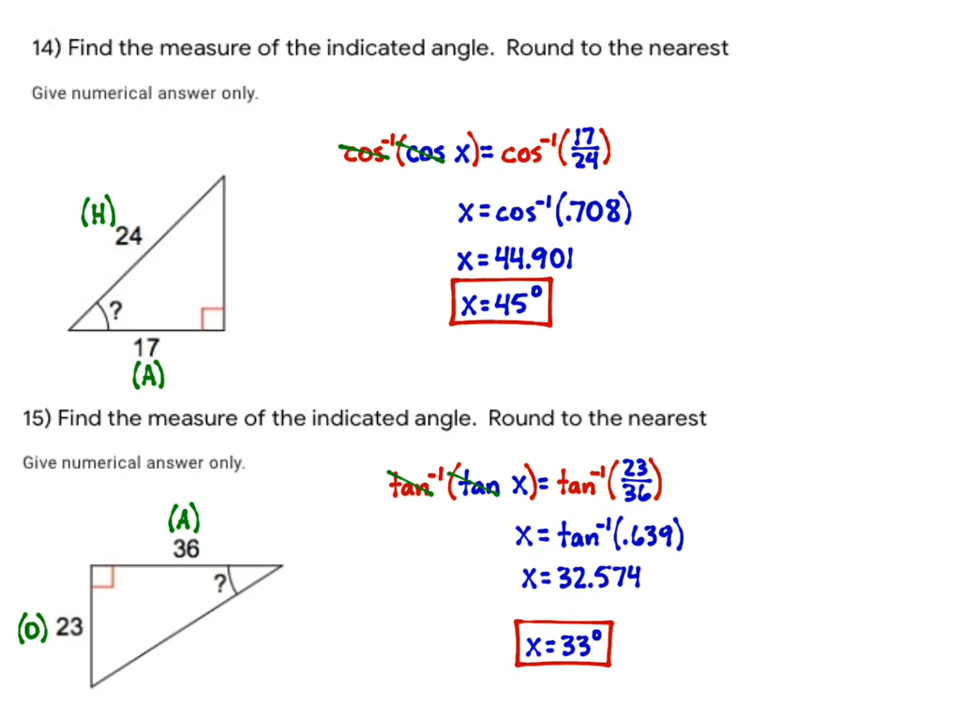 14) Find the measure of the indicated angle.  Round to the nearest
Give numerical answer only.
cos⁻¹(cos x)= cos⁻¹(17/24)
(H)
24
x = cos⁻¹(.708)
x = 44.901
x = 45°
?
17
(A)
15) Find the measure of the indicated angle.  Round to the nearest
Give numerical answer only.
tan⁻¹(tan x)= tan⁻¹(23/36)
(A)
36
x = tan⁻¹(.639)
x = 32.574
?
(O) 23
x = 33°